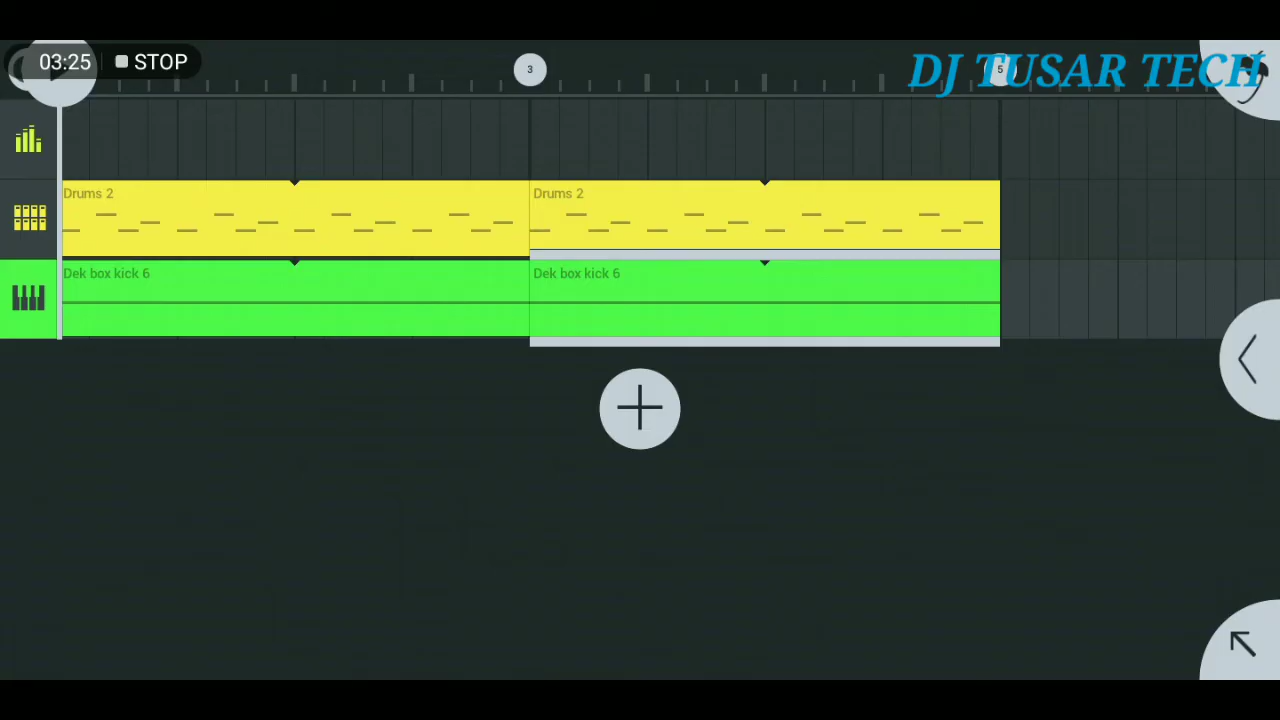 03:25 STOP
3
5
DJ TUSAR TECH
Drums 2
Drums 2
Dek box kick 6
Dek box kick 6